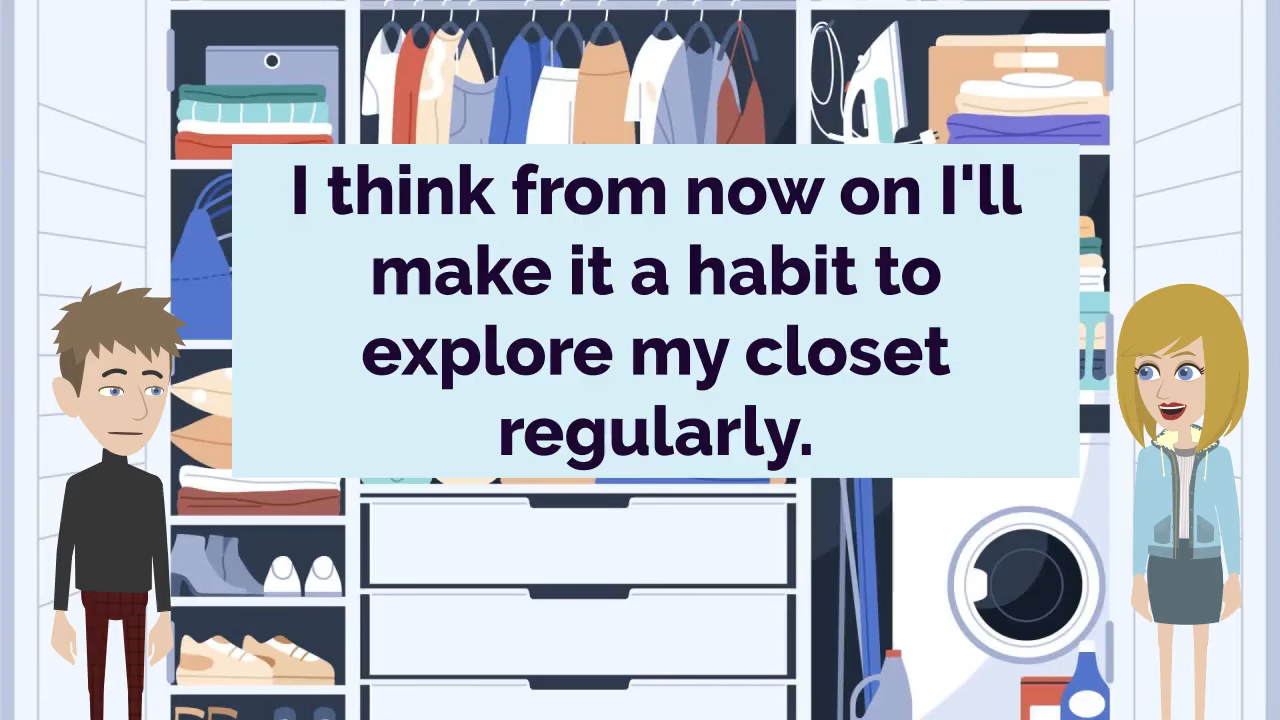 I think from now on I'll
make it a habit to
explore my closet
regularly.